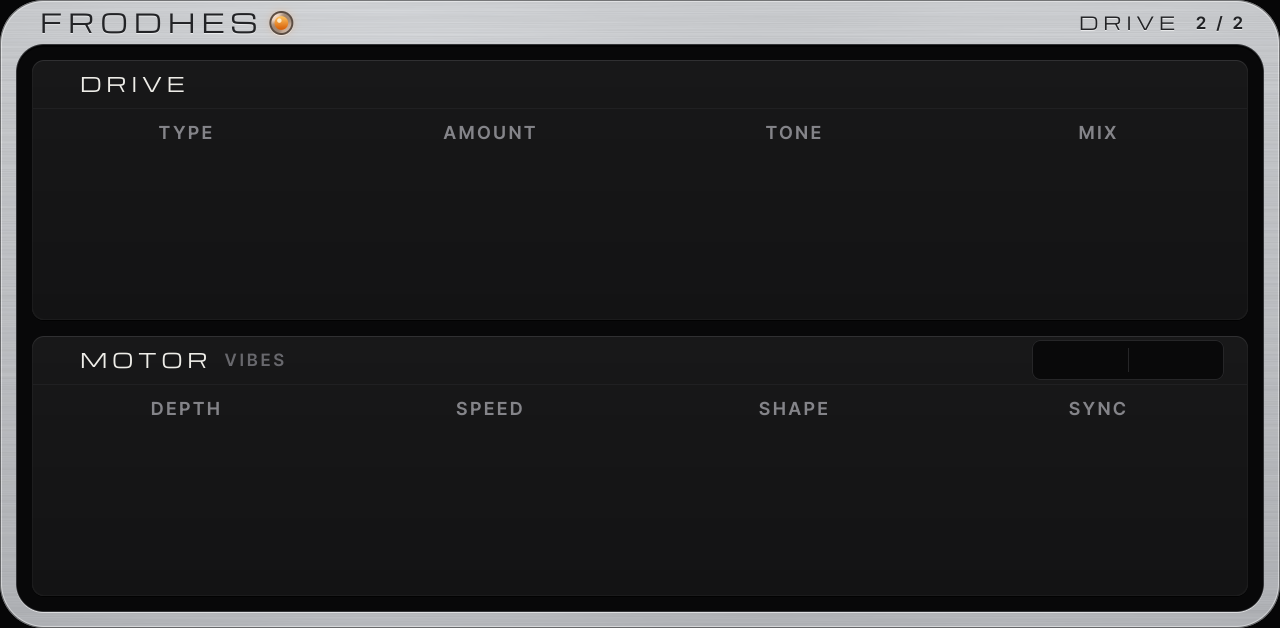 FRODHES DRIVE 2 / 2
DRIVE
TYPE AMOUNT TONE MIX
MOTOR VIBES
DEPTH SPEED SHAPE SYNC